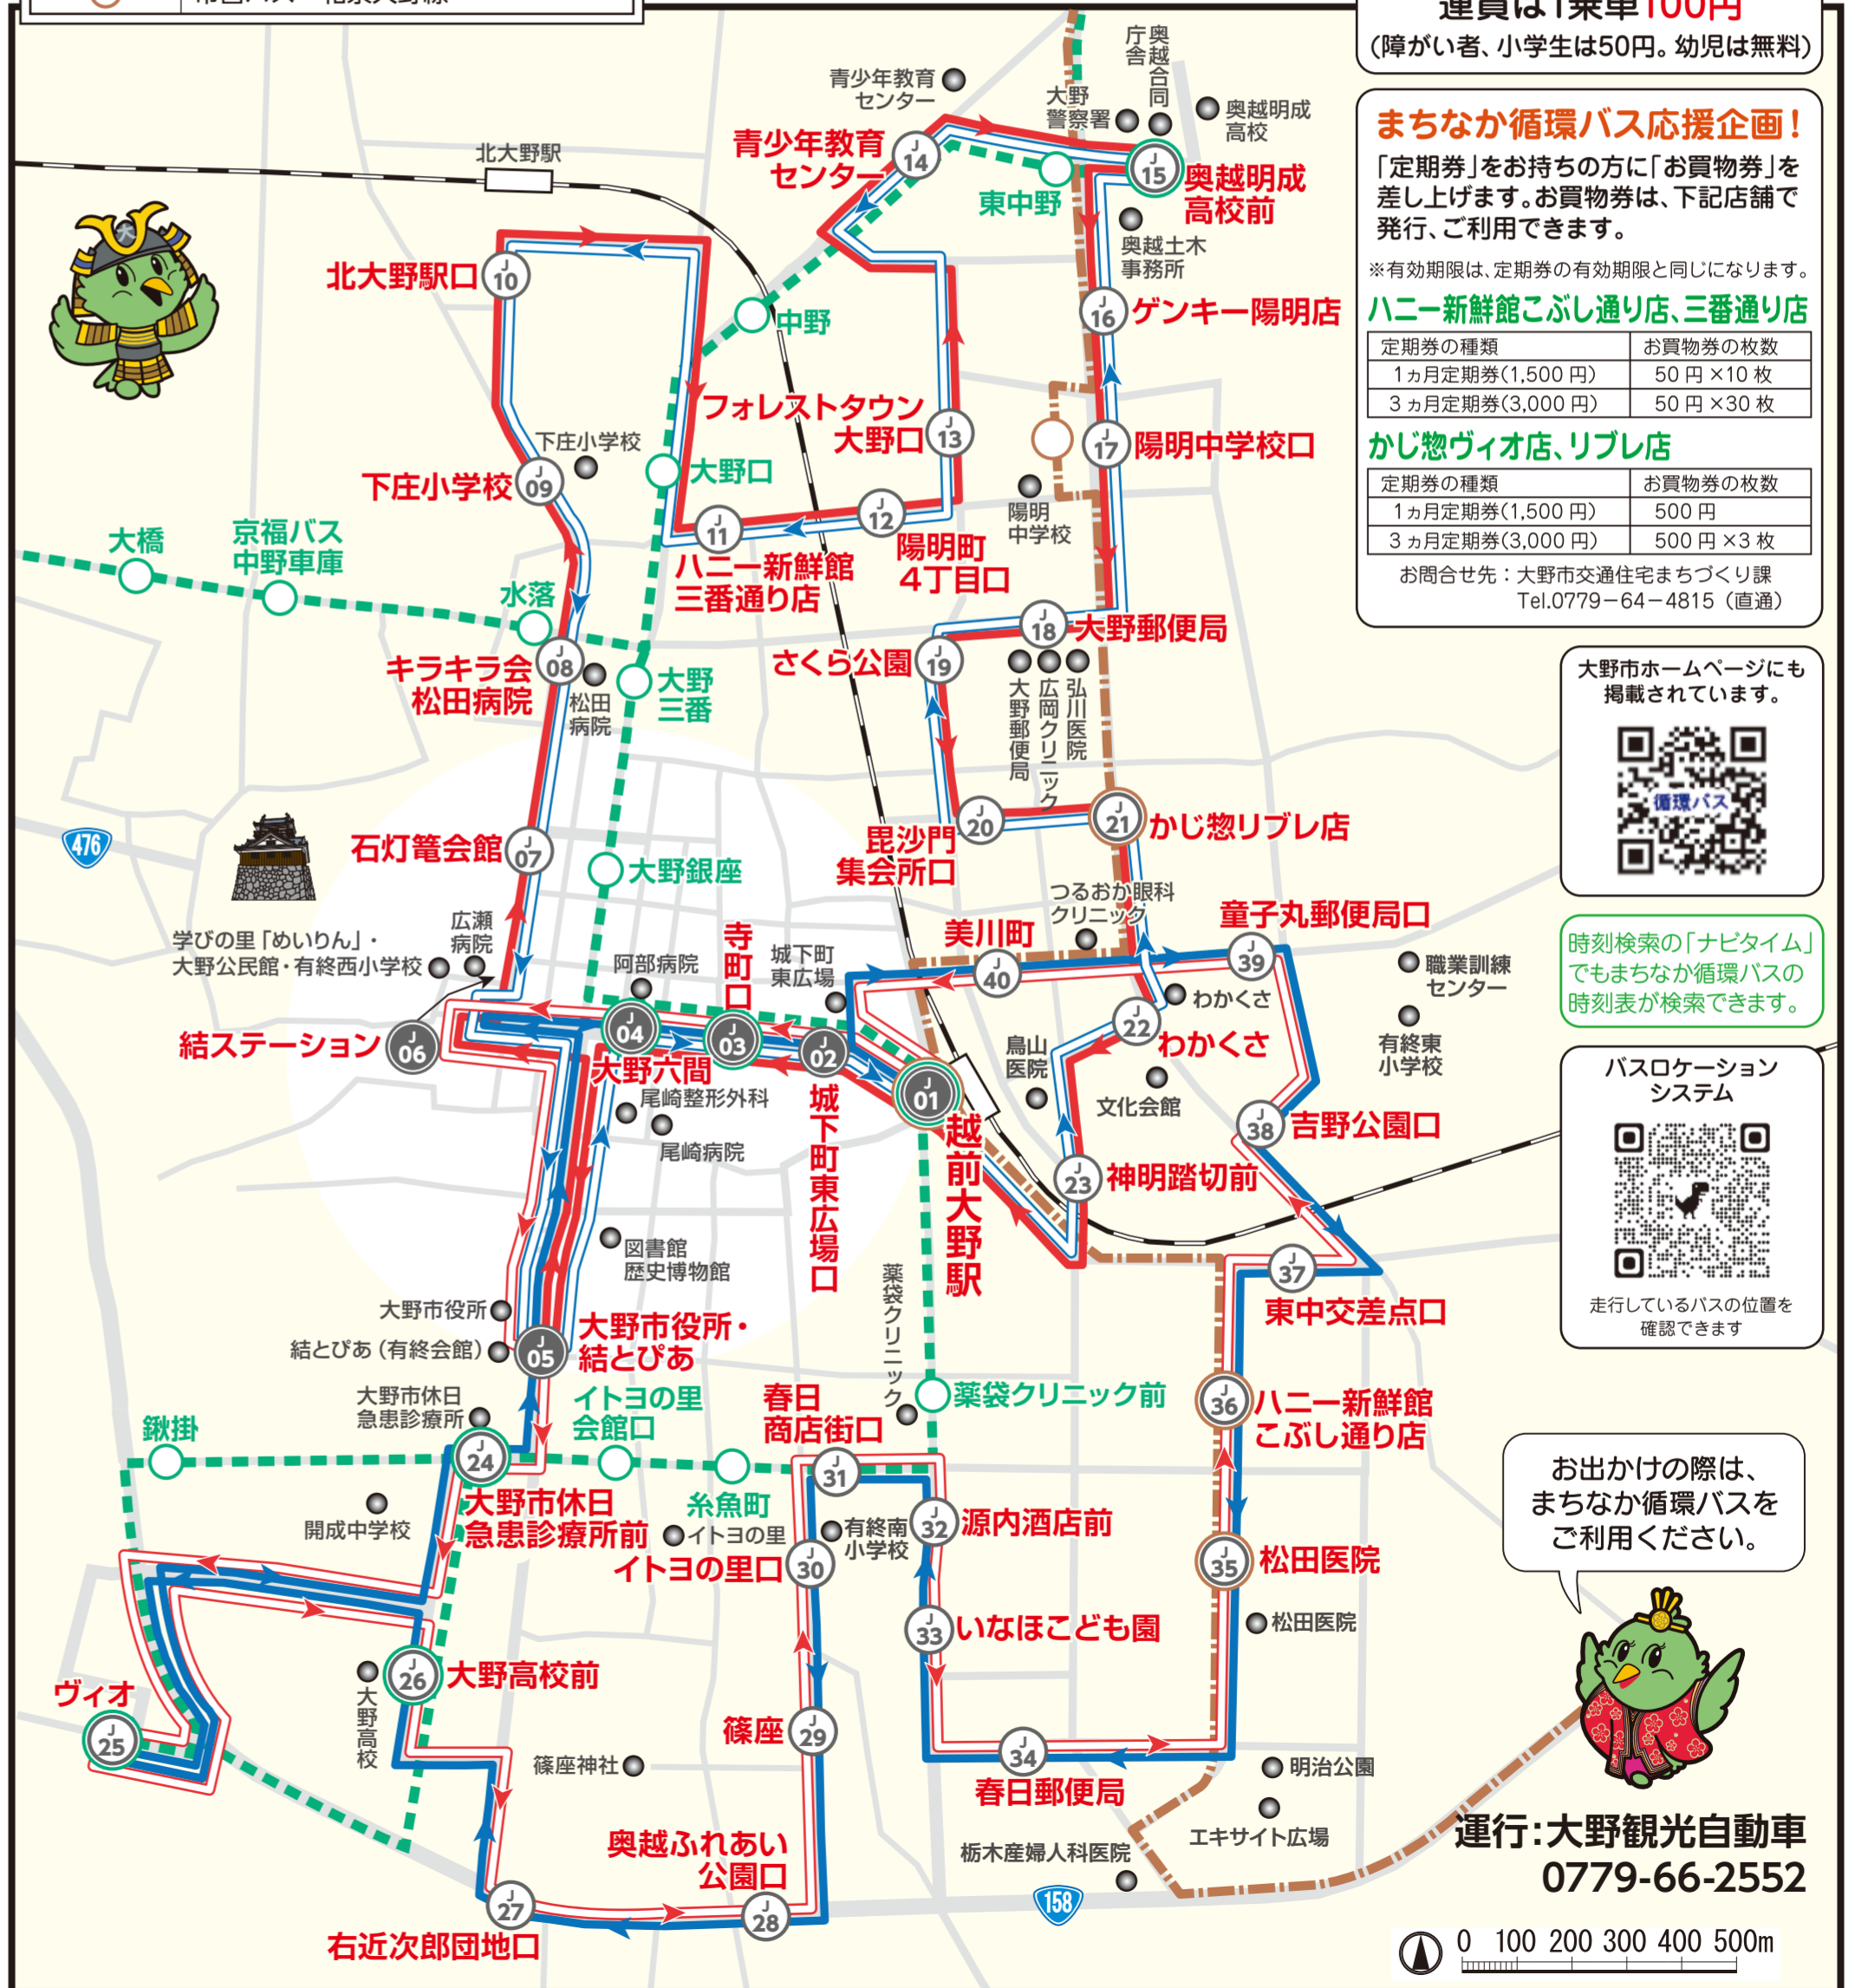 運賃は1乗車100円
(障がい者、小学生は50円。幼児は無料)
まちなか循環バス応援企画!
「定期券」をお持ちの方に「お買物券」を
差し上げます。お買物券は、下記店舗で
発行、ご利用できます。
※有効期限は、定期券の有効期限と同じになります。
ハニー新鮮館こぶし通り店、三番通り店
定期券の種類 お買物券の枚数
1ヵ月定期券(1,500円) 50円×10枚
3ヵ月定期券(3,000円) 50円×30枚
かじ惣ヴィオ店、リブレ店
定期券の種類 お買物券の枚数
1ヵ月定期券(1,500円) 500円
3ヵ月定期券(3,000円) 500円×3枚
お問合せ先：大野市交通住宅まちづくり課
Tel.0779-64-4815（直通）
大野市ホームページにも
掲載されています。
循環バス
時刻検索の「ナビタイム」
でもまちなか循環バスの
時刻表が検索できます。
バスロケーション
システム
走行しているバスの位置を
確認できます
お出かけの際は、
まちなか循環バスを
ご利用ください。
運行：大野観光自動車
0779-66-2552
0 100 200 300 400 500m
青少年教育
センター
大野
警察署
奥越合同
庁舎
奥越明成
高校
北大野駅
青少年教育
センター
J
14
東中野
J
15
奥越明成
高校前
奥越土木
事務所
大
北大野駅口
J
10
中野
J
16
ゲンキー陽明店
フォレストタウン
大野口
J
13
J
17
陽明中学校口
下庄小学校
下庄小学校
J
09
大野口
J
11
J
12
陽明
中学校
大橋
京福バス
中野車庫
水落
ハニー新鮮館
三番通り店
陽明町
4丁目口
キラキラ会
松田病院
J
08
松田
病院
大野
三番
さくら公園
J
19
J
18
大野郵便局
大野郵便局
広岡クリニック
弘川医院
476
石灯篭会館
J
07
大野銀座
毘沙門
集会所口
J
20
J
21
かじ惣リブレ店
つるおか眼科
クリニック
童子丸郵便局口
J
39
広瀬
病院
学びの里「めいりん」・
大野公民館・有終西小学校
阿部病院
寺町口
城下町
東広場
美川町
J
40
職業訓練
センター
わかくさ
結ステーション
J
06
J
04
大野六間
J
03
J
02
城下町東広場口
J
01
越前大野駅
J
22
わかくさ
鳥山
医院
文化会館
有終東
小学校
尾崎整形外科
尾崎病院
J
38
吉野公園口
J
23
神明踏切前
図書館
歴史博物館
J
37
東中交差点口
大野市役所
結とぴあ（有終会館）
J
05
大野市役所・
結とぴあ
薬袋クリニック
薬袋クリニック前
大野市休日
急患診療所
イトヨの里
会館口
春日
商店街口
J
36
ハニー新鮮館
こぶし通り店
鍬掛
J
24
大野市休日
急患診療所前
糸魚町
J
31
開成中学校
イトヨの里
有終南
小学校
J
32
源内酒店前
イトヨの里口
J
30
J
35
松田医院
松田医院
J
33
いなほこども園
ヴィオ
J
25
J
26
大野高校前
大野高校
篠座
J
29
篠座神社
J
34
春日郵便局
明治公園
エキサイト広場
奥越ふれあい
公園口
栃木産婦人科医院
J
27
J
28
158
右近次郎団地口